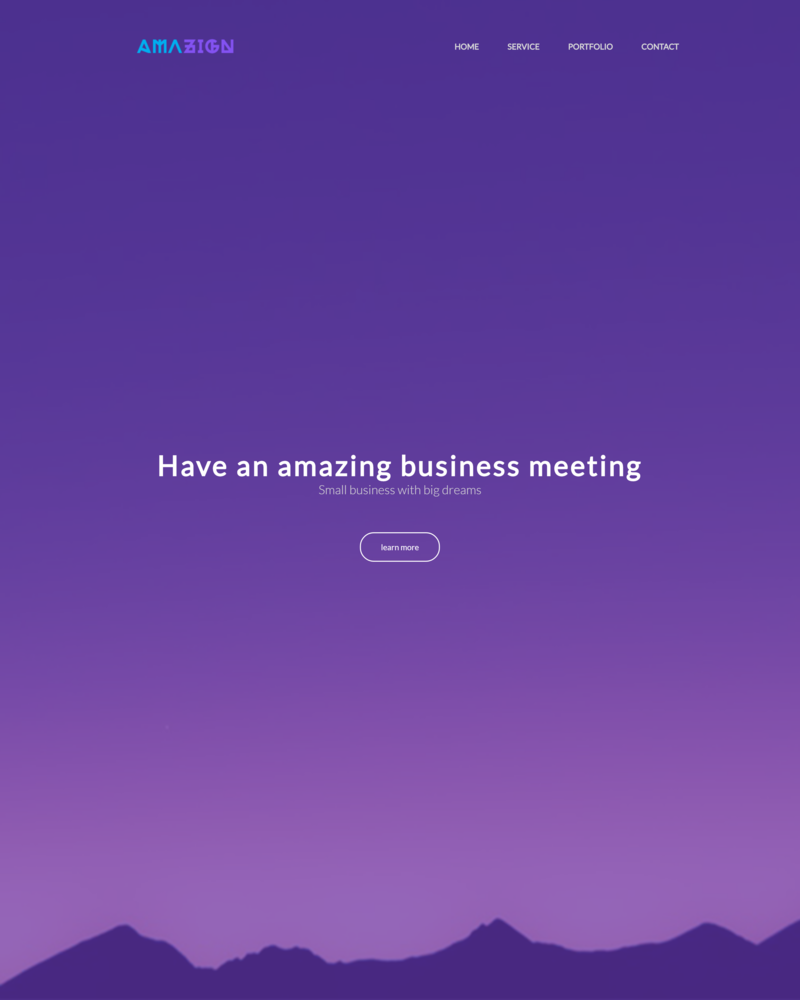 AMAZIGN
HOME SERVICE PORTFOLIO CONTACT
Have an amazing business meeting
Small business with big dreams
learn more